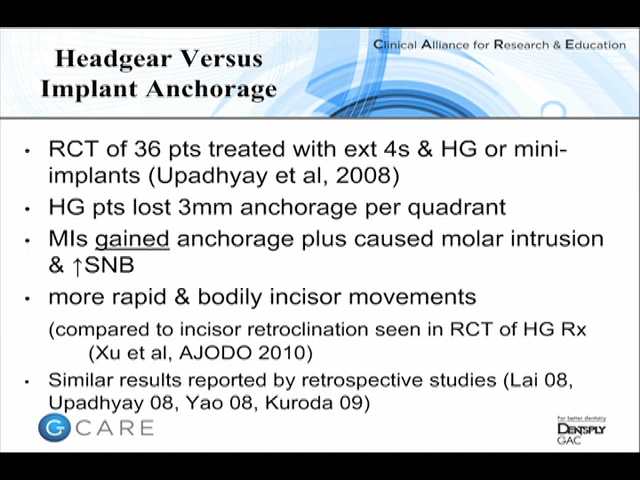 Clinical Alliance for Research & Education
Headgear Versus
Implant Anchorage
• RCT of 36 pts treated with ext 4s & HG or mini-
implants (Upadhyay et al, 2008)
• HG pts lost 3mm anchorage per quadrant
• MIs gained anchorage plus caused molar intrusion
& ↑SNB
• more rapid & bodily incisor movements
(compared to incisor retroclination seen in RCT of HG Rx
(Xu et al, AJODO 2010)
• Similar results reported by retrospective studies (Lai 08,
Upadhyay 08, Yao 08, Kuroda 09)
G CARE
For better dentistry
DENTSPLY
GAC